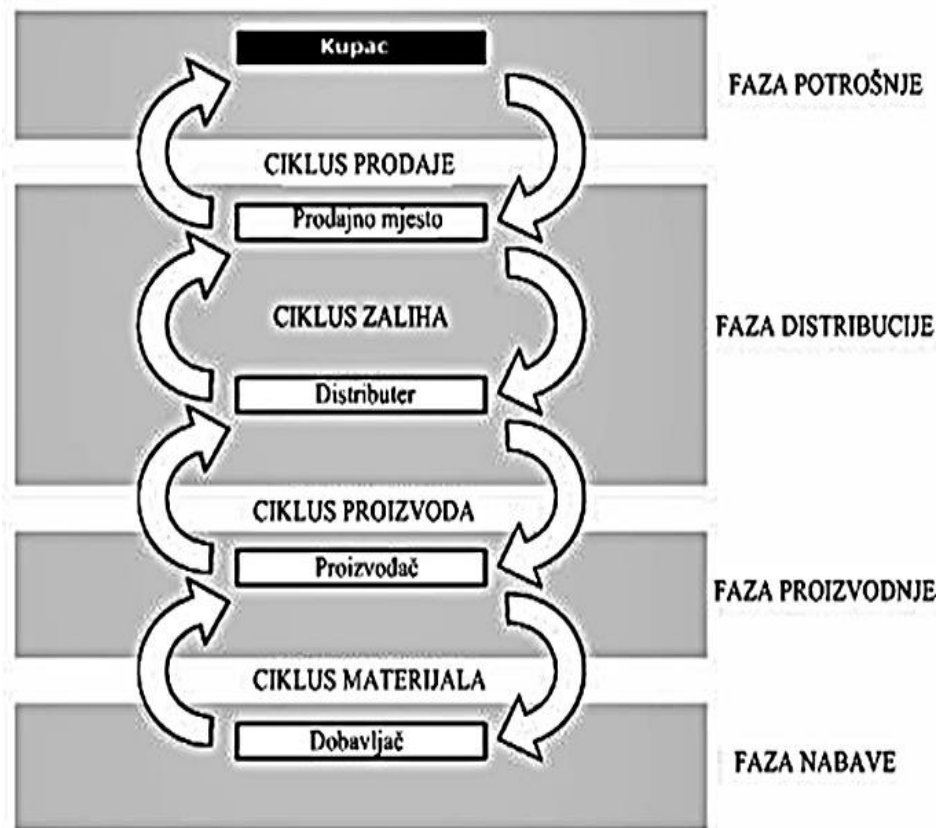 Kupac
FAZA POTROŠNJE
CIKLUS PRODAJE
Prodajno mjesto
CIKLUS ZALIHA
FAZA DISTRIBUCIJE
Distributer
CIKLUS PROIZVODA
Proizvođač
FAZA PROIZVODNJE
CIKLUS MATERIJALA
Dobavljač
FAZA NABAVE